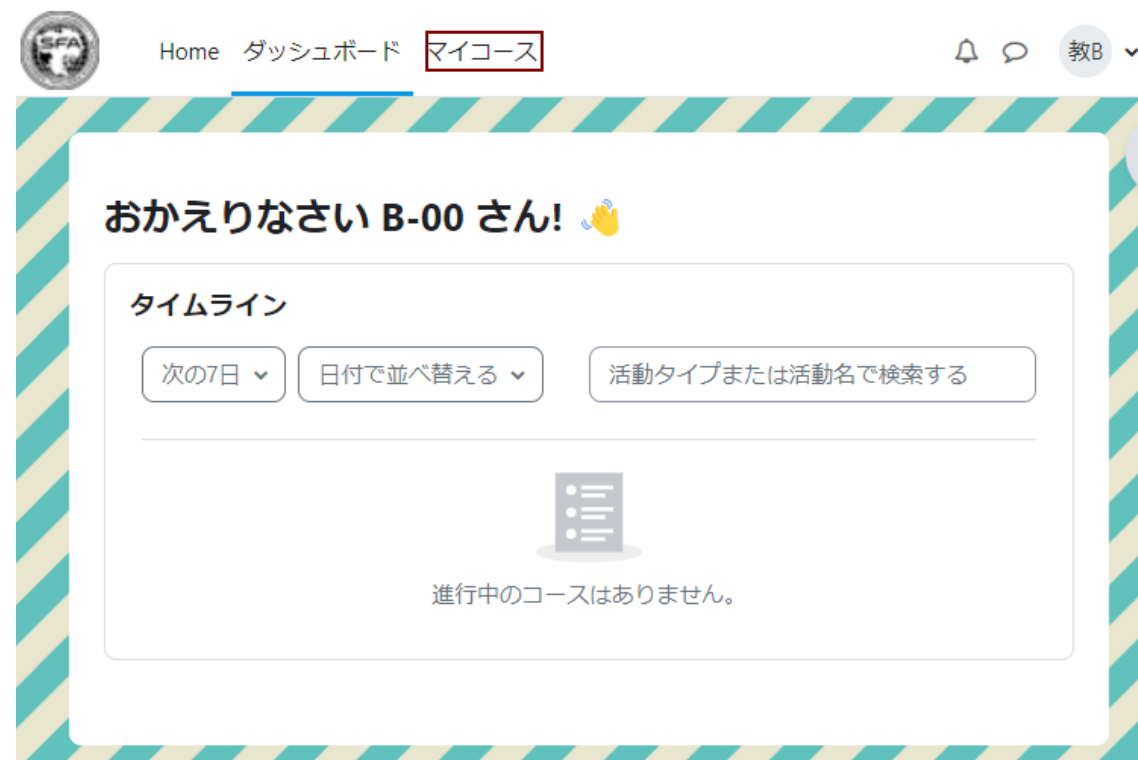 SFA
Home ダッシュボード マイコース 教B
おかえりなさい B-00 さん! 👋
タイムライン
次の7日 日付で並べ替える 活動タイプまたは活動名で検索する
進行中のコースはありません。